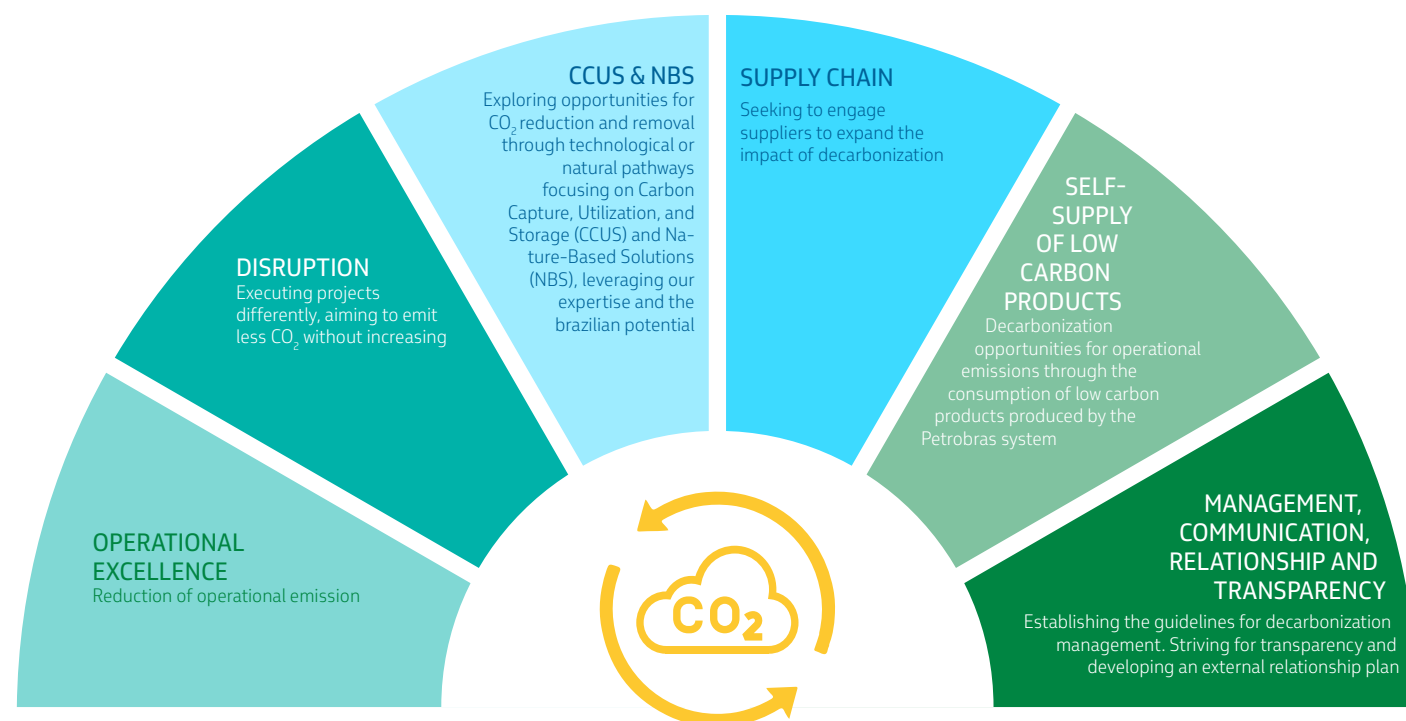 OPERATIONAL
EXCELLENCE
Reduction of operational emission
DISRUPTION
Executing projects
differently, aiming to emit
less CO₂ without increasing
CCUS & NBS
Exploring opportunities for
CO₂ reduction and removal
through technological or
natural pathways
focusing on Carbon
Capture, Utilization, and
Storage (CCUS) and Na-
ture-Based Solutions
(NBS), leveraging our
expertise and the
brazilian potential
SUPPLY CHAIN
Seeking to engage
suppliers to expand the
impact of decarbonization
SELF-
SUPPLY
OF LOW
CARBON
PRODUCTS
Decarbonization
opportunities for operational
emissions through the
consumption of low carbon
products produced by the
Petrobras system
MANAGEMENT,
COMMUNICATION,
RELATIONSHIP AND
TRANSPARENCY
Establishing the guidelines for decarbonization
management. Striving for transparency and
developing an external relationship plan
CO₂